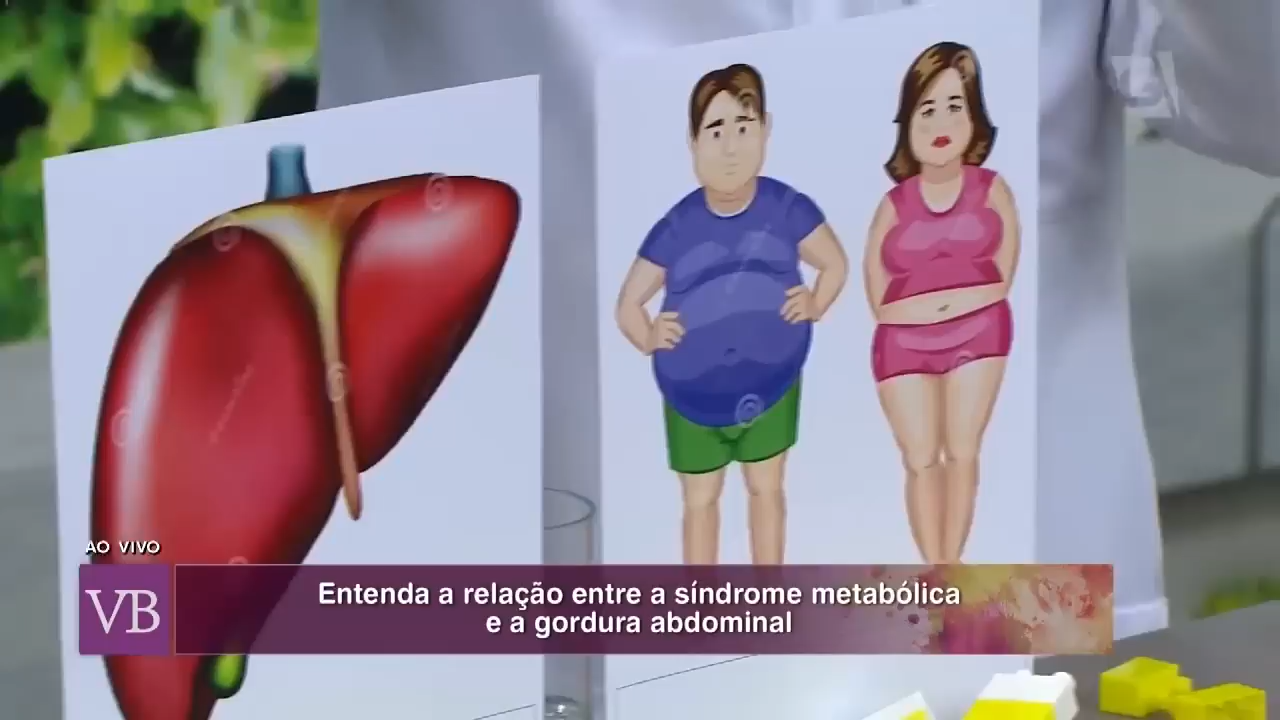 AO VIVO
VB
Entenda a relação entre a síndrome metabólica
e a gordura abdominal